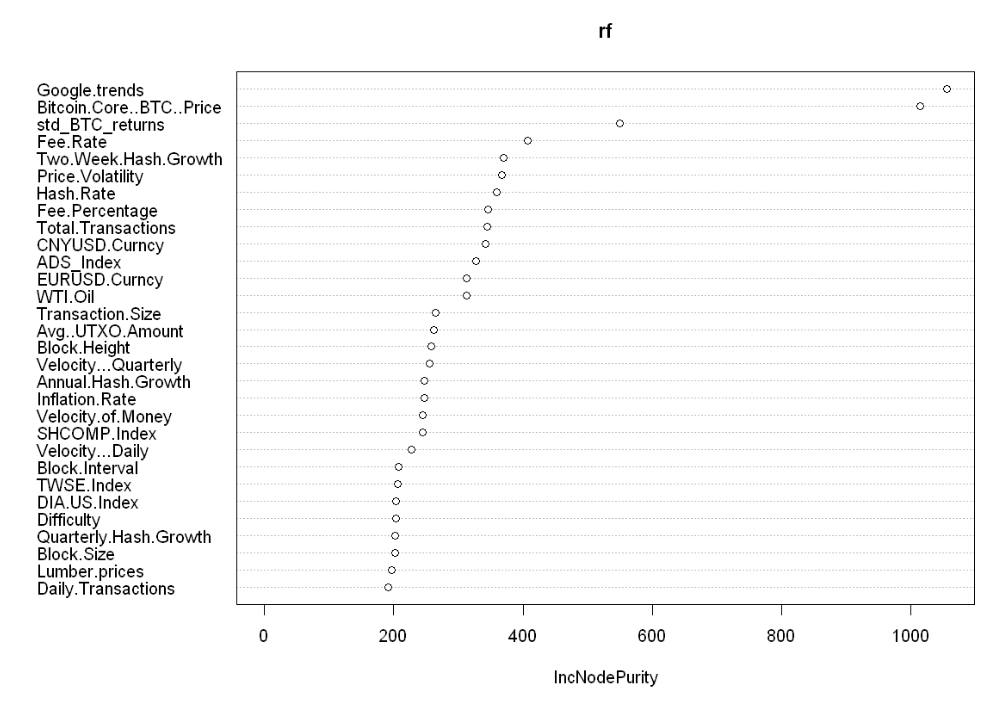 rf
Google.trends
Bitcoin.Core..BTC..Price
std_BTC_returns
Fee.Rate
Two.Week.Hash.Growth
Price.Volatility
Hash.Rate
Fee.Percentage
Total.Transactions
CNYUSD.Curncy
ADS_Index
EURUSD.Curncy
WTI.Oil
Transaction.Size
Avg..UTXO.Amount
Block.Height
Velocity...Quarterly
Annual.Hash.Growth
Inflation.Rate
Velocity.of.Money
SHCOMP.Index
Velocity...Daily
Block.Interval
TWSE.Index
DIA.US.Index
Difficulty
Quarterly.Hash.Growth
Block.Size
Lumber.prices
Daily.Transactions
0 200 400 600 800 1000
IncNodePurity